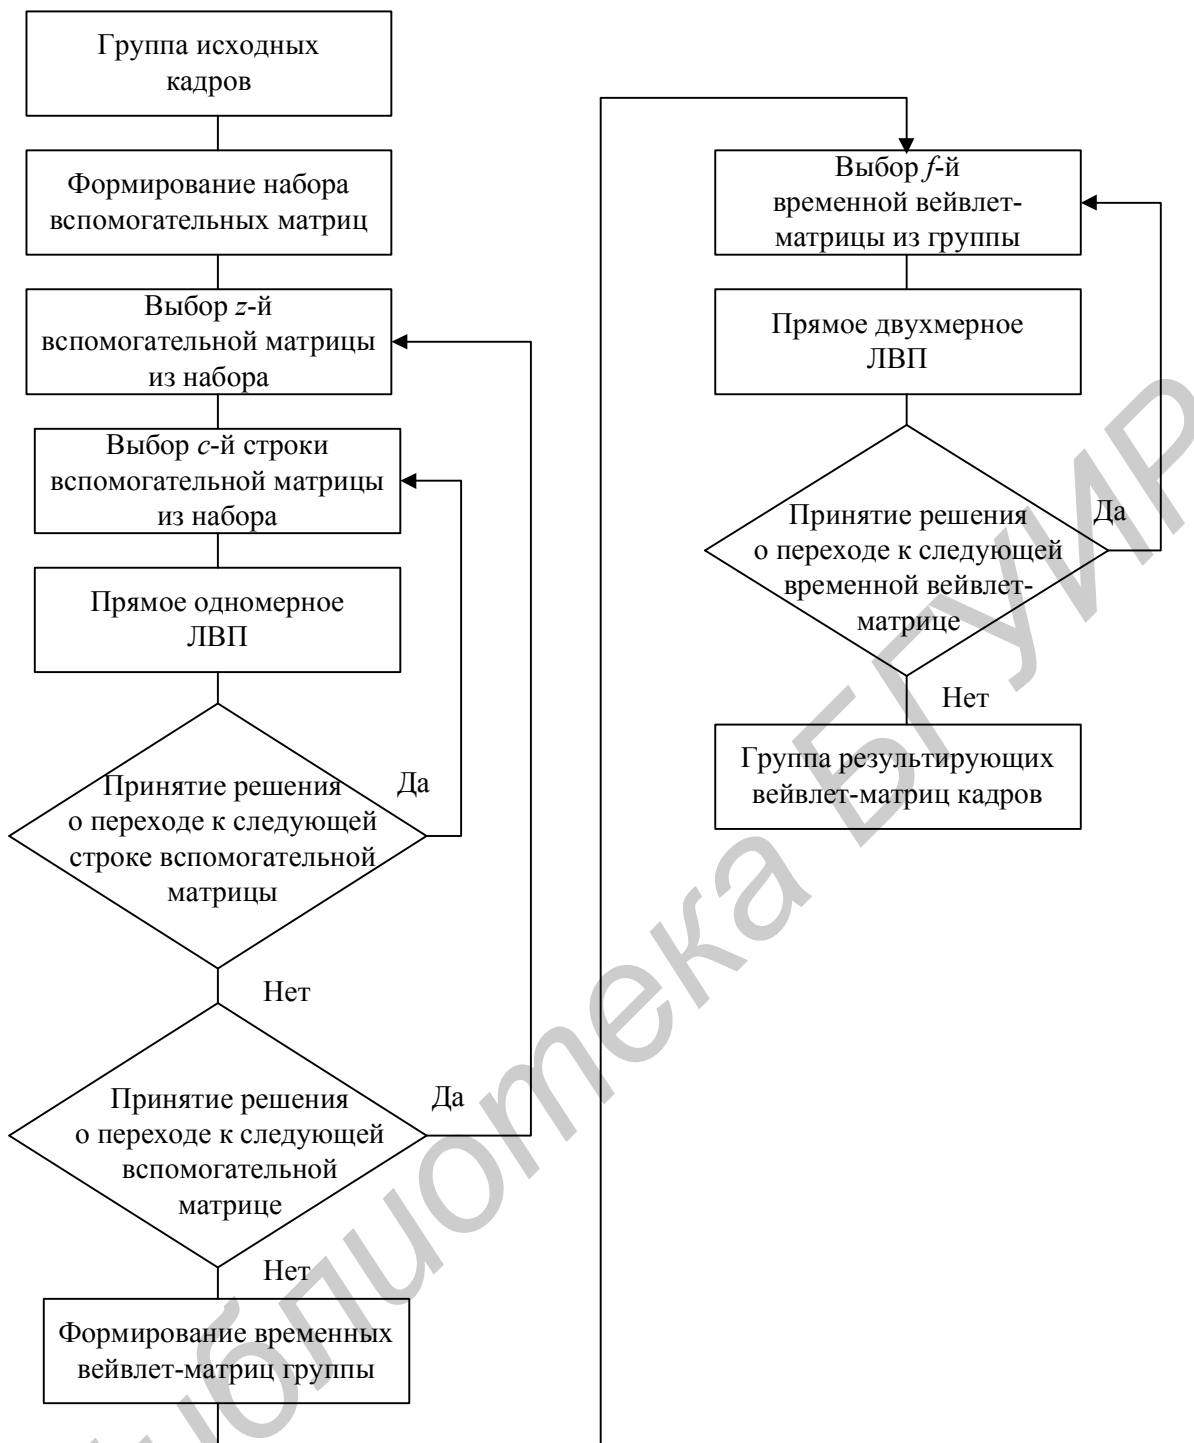 Группа исходных
кадров
Формирование набора
вспомогательных матриц
Выбор z-й
вспомогательной матрицы
из набора
Выбор с-й строки
вспомогательной матрицы
из набора
Прямое одномерное
ЛВП
Принятие решения
о переходе к следующей
строке вспомогательной
матрицы
Да
Нет
Принятие решения
о переходе к следующей
вспомогательной
матрице
Да
Нет
Формирование временных
вейвлет-матриц группы
Выбор f-й
временной вейвлет-
матрицы из группы
Прямое двухмерное
ЛВП
Принятие решения
о переходе к следующей
временной вейвлет-
матрице
Да
Нет
Группа результирующих
вейвлет-матриц кадров
Библиотека БГУИР